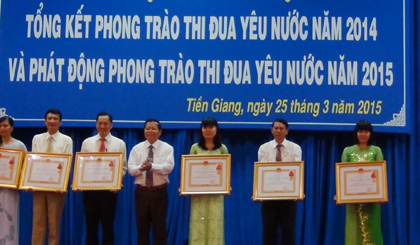 TỔNG KẾT PHONG TRÀO THI ĐUA YÊU NƯỚC NĂM 2014
VÀ PHÁT ĐỘNG PHONG TRÀO THI ĐUA YÊU NƯỚC NĂM 2015
Tiền Giang, ngày 25 tháng 3 năm 2015